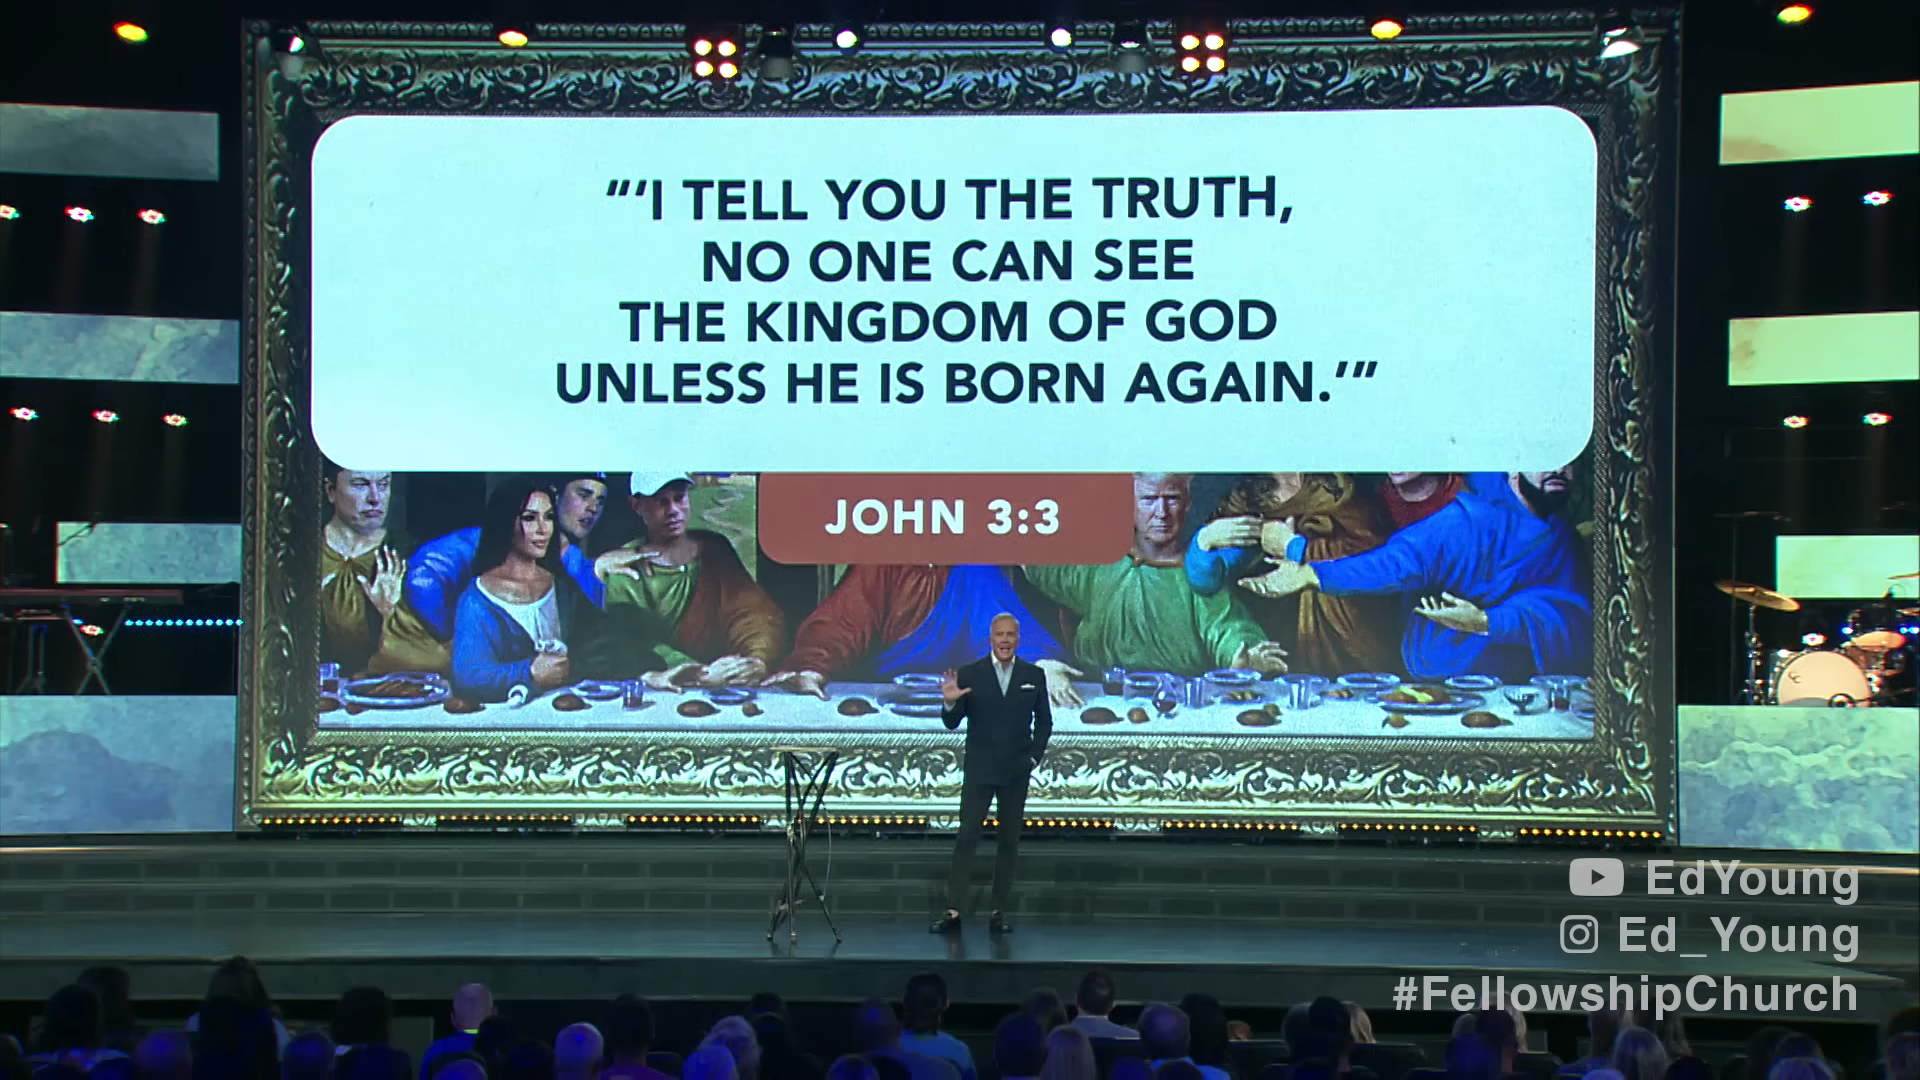 “‘I TELL YOU THE TRUTH,
NO ONE CAN SEE
THE KINGDOM OF GOD
UNLESS HE IS BORN AGAIN.’”
JOHN 3:3
EdYoung
Ed_Young
#FellowshipChurch